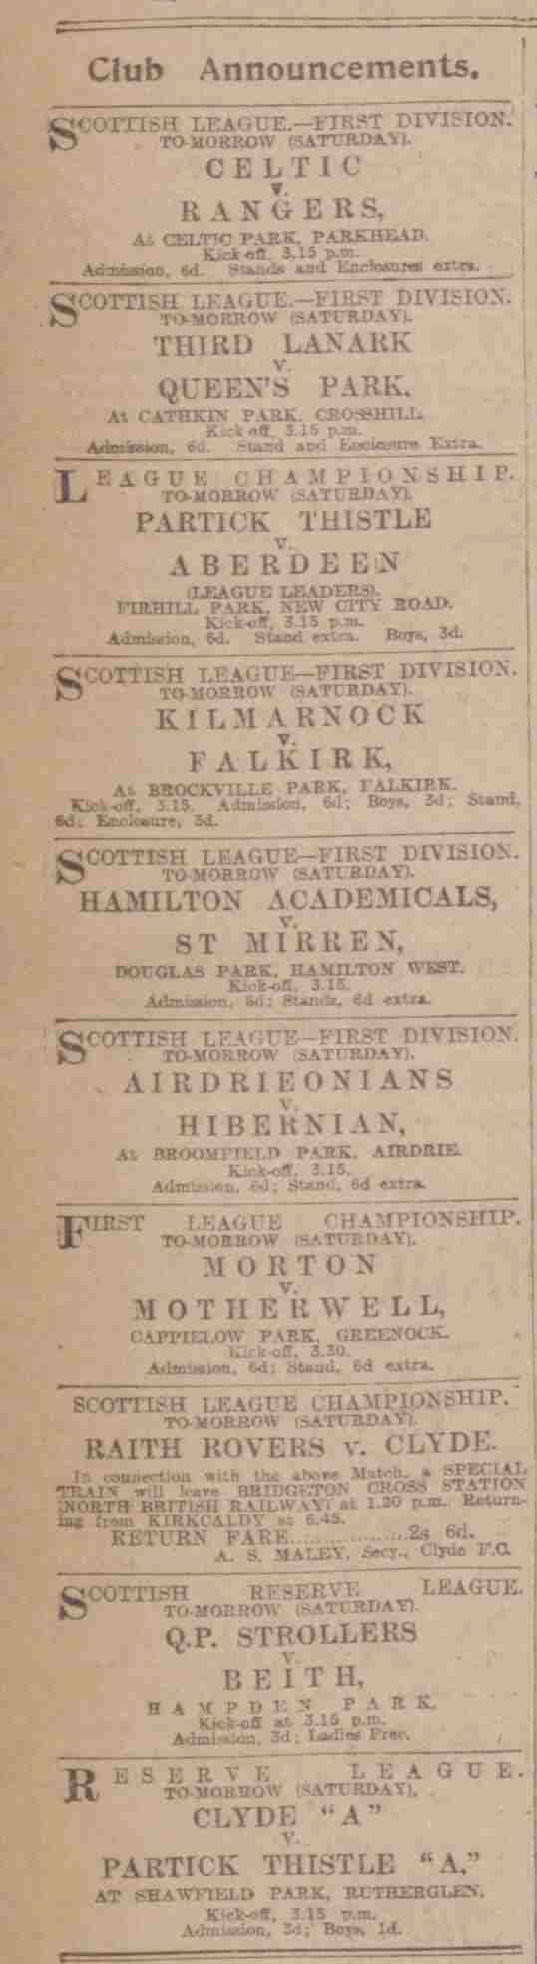 Club Announcements.
SCOTTISH LEAGUE.—FIRST DIVISION.
TO-MORROW (SATURDAY).
CELTIC
v.
RANGERS,
At CELTIC PARK, PARKHEAD.
Kick-off, 3.15 p.m.
Admission, 6d. Stands and Enclosures extra.
SCOTTISH LEAGUE.—FIRST DIVISION.
TO-MORROW (SATURDAY).
THIRD LANARK
v.
QUEEN'S PARK.
At CATHKIN PARK, CROSSHILL.
Kick-off, 3.15 p.m.
Admission, 6d. Stand and Enclosure Extra.
LEAGUE CHAMPIONSHIP.
TO-MORROW (SATURDAY).
PARTICK THISTLE
v.
ABERDEEN
(LEAGUE LEADERS).
FIRHILL PARK, NEW CITY ROAD.
Kick-off, 3.15 p.m.
Admission, 6d. Stand extra. Boys, 3d.
SCOTTISH LEAGUE—FIRST DIVISION.
TO-MORROW (SATURDAY).
KILMARNOCK
v.
FALKIRK,
At BROCKVILLE PARK, FALKIRK.
Kick-off, 3.15. Admission, 6d; Boys, 3d; Stand,
6d; Enclosure, 3d.
SCOTTISH LEAGUE—FIRST DIVISION.
TO-MORROW (SATURDAY).
HAMILTON ACADEMICALS,
v.
ST MIRREN,
DOUGLAS PARK, HAMILTON WEST.
Kick-off, 3.15.
Admission, 6d; Stands, 6d extra.
SCOTTISH LEAGUE—FIRST DIVISION.
TO-MORROW (SATURDAY).
AIRDRIEONIANS
v.
HIBERNIAN,
At BROOMFIELD PARK, AIRDRIE.
Kick-off, 3.15.
Admission, 6d; Stand, 6d extra.
FIRST LEAGUE CHAMPIONSHIP.
TO-MORROW (SATURDAY).
MORTON
v.
MOTHERWELL,
CAPPIELOW PARK, GREENOCK.
Kick-off, 3.30.
Admission, 6d; Stand, 6d extra.
SCOTTISH LEAGUE CHAMPIONSHIP.
TO-MORROW (SATURDAY).
RAITH ROVERS v. CLYDE.
In connection with the above Match, a SPECIAL
TRAIN will leave BRIDGETON CROSS STATION
(NORTH BRITISH RAILWAY) at 1.20 p.m. Return-
ing from KIRKCALDY at 6.45.
RETURN FARE..................2s 6d.
A. S. MALEY, Secy., Clyde F.C.
SCOTTISH RESERVE LEAGUE.
TO-MORROW (SATURDAY).
Q.P. STROLLERS
v.
BEITH,
HAMPDEN PARK.
Kick-off at 3.15 p.m.
Admission, 3d; Ladies Free.
RESERVE LEAGUE.
TO-MORROW (SATURDAY).
CLYDE "A"
v.
PARTICK THISTLE "A,"
AT SHAWFIELD PARK, RUTHERGLEN.
Kick-off, 3.15 p.m.
Admission, 3d; Boys, 1d.